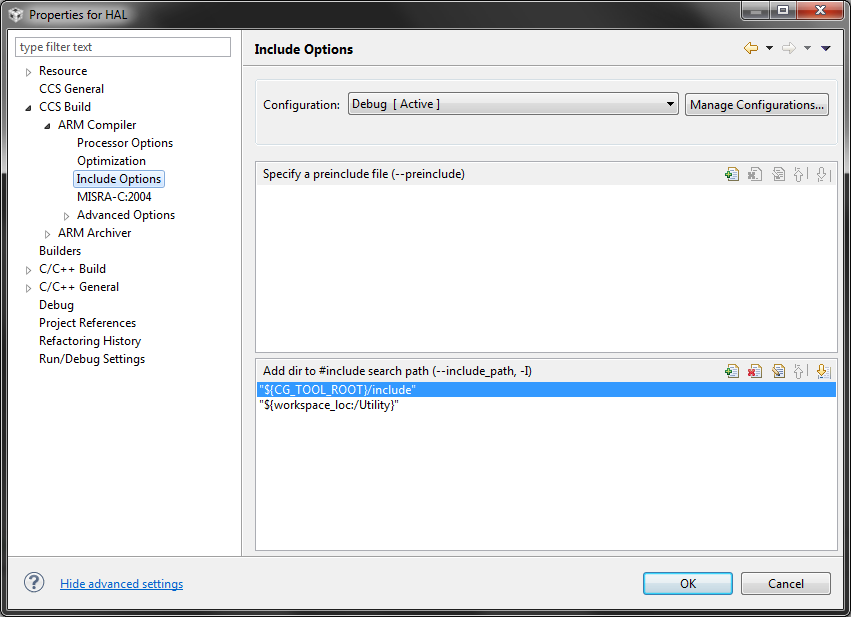 Properties for HAL
type filter text
Resource
CCS General
CCS Build
ARM Compiler
Processor Options
Optimization
Include Options
MISRA-C:2004
Advanced Options
ARM Archiver
Builders
C/C++ Build
C/C++ General
Debug
Project References
Refactoring History
Run/Debug Settings
Include Options
Configuration: Debug [ Active ] Manage Configurations...
Specify a preinclude file (--preinclude)
Add dir to #include search path (--include_path, -I)
"${CG_TOOL_ROOT}/include"
"${workspace_loc:/Utility}"
? Hide advanced settings OK Cancel